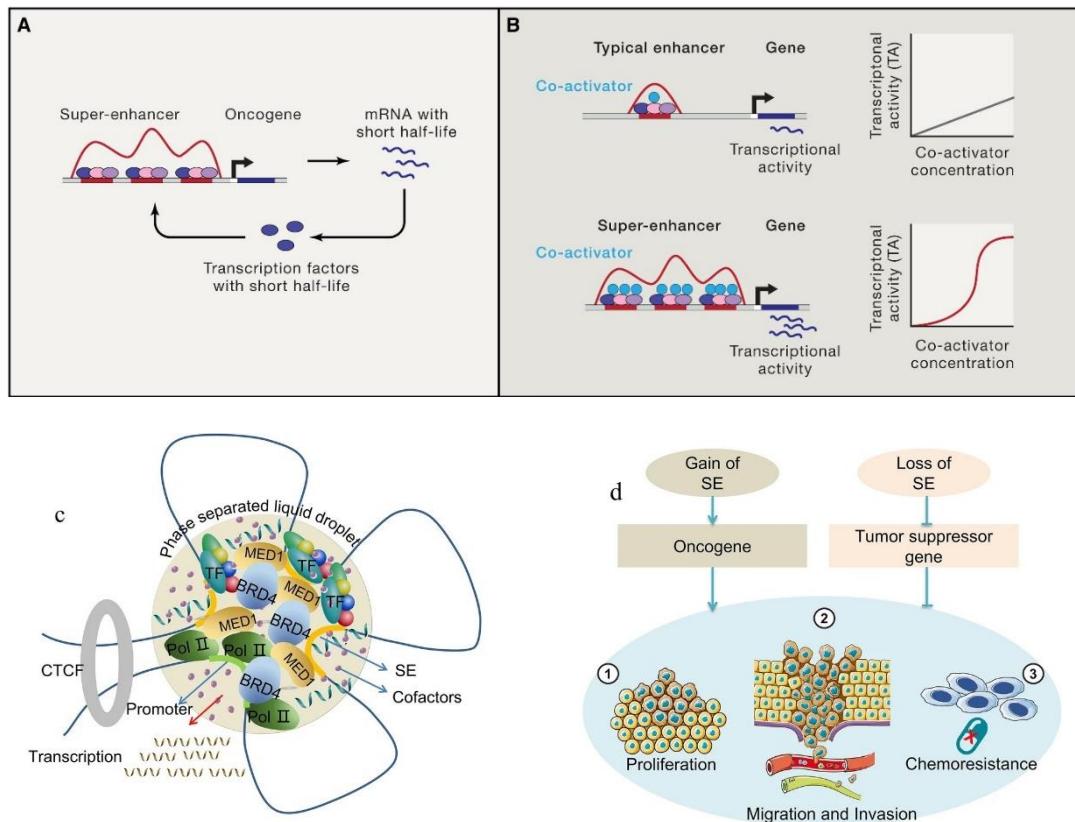 A
Super-enhancer
Oncogene
mRNA with
short half-life
Transcription factors
with short half-life
B
Typical enhancer
Gene
Co-activator
Transcriptional
activity
Transcriptonal
activity (TA)
Co-activator
concentration
Super-enhancer
Gene
Co-activator
Transcriptional
activity
Transcriptonal
activity (TA)
Co-activator
concentration
c
Phase separated liquid droplet
MED1
TF
TF
BRD4
MED1
TF
MED1
BRD4
Pol II
Pol II
MED1
BRD4
Pol II
CTCF
SE
Cofactors
Promoter
Transcription
d
Gain of
SE
Loss of
SE
Oncogene
Tumor suppressor
gene
1
2
3
Proliferation
Chemoresistance
Migration and Invasion